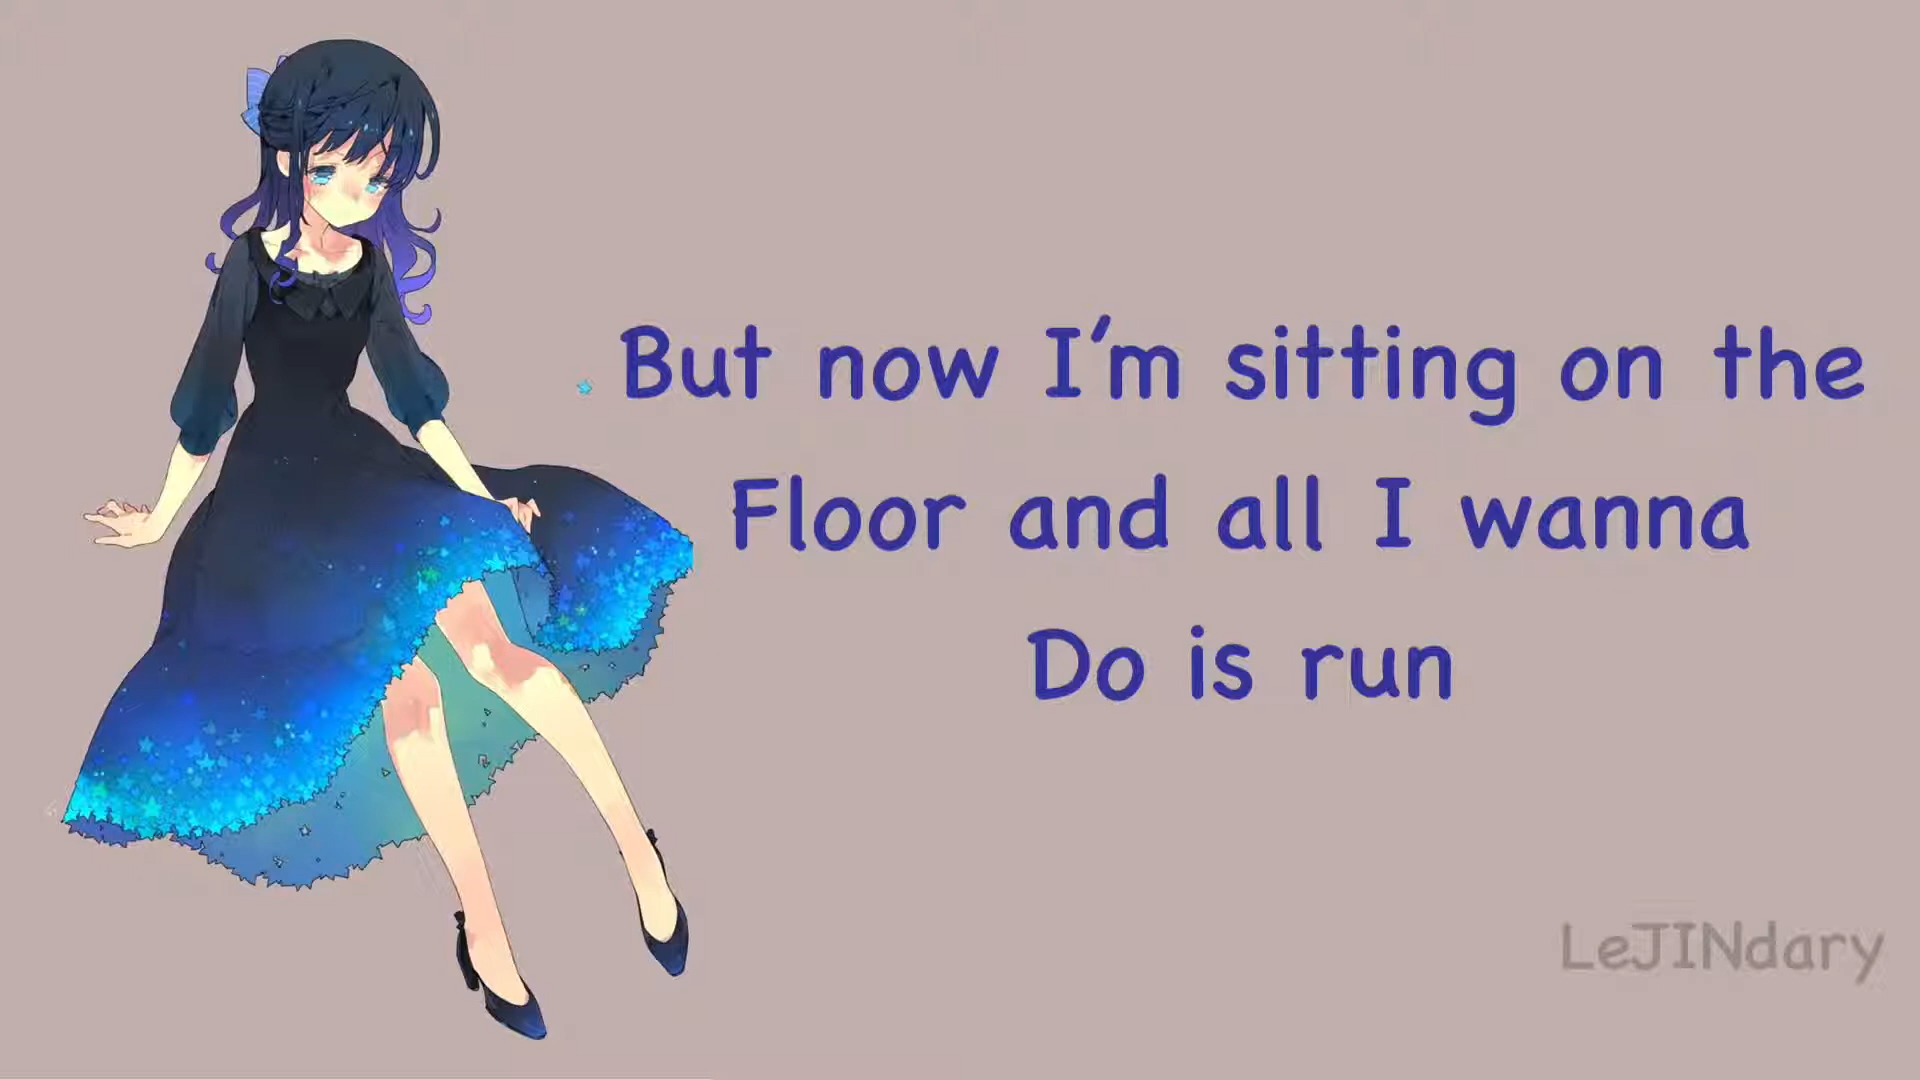 But now I'm sitting on the
Floor and all I wanna
Do is run
LeJINdary